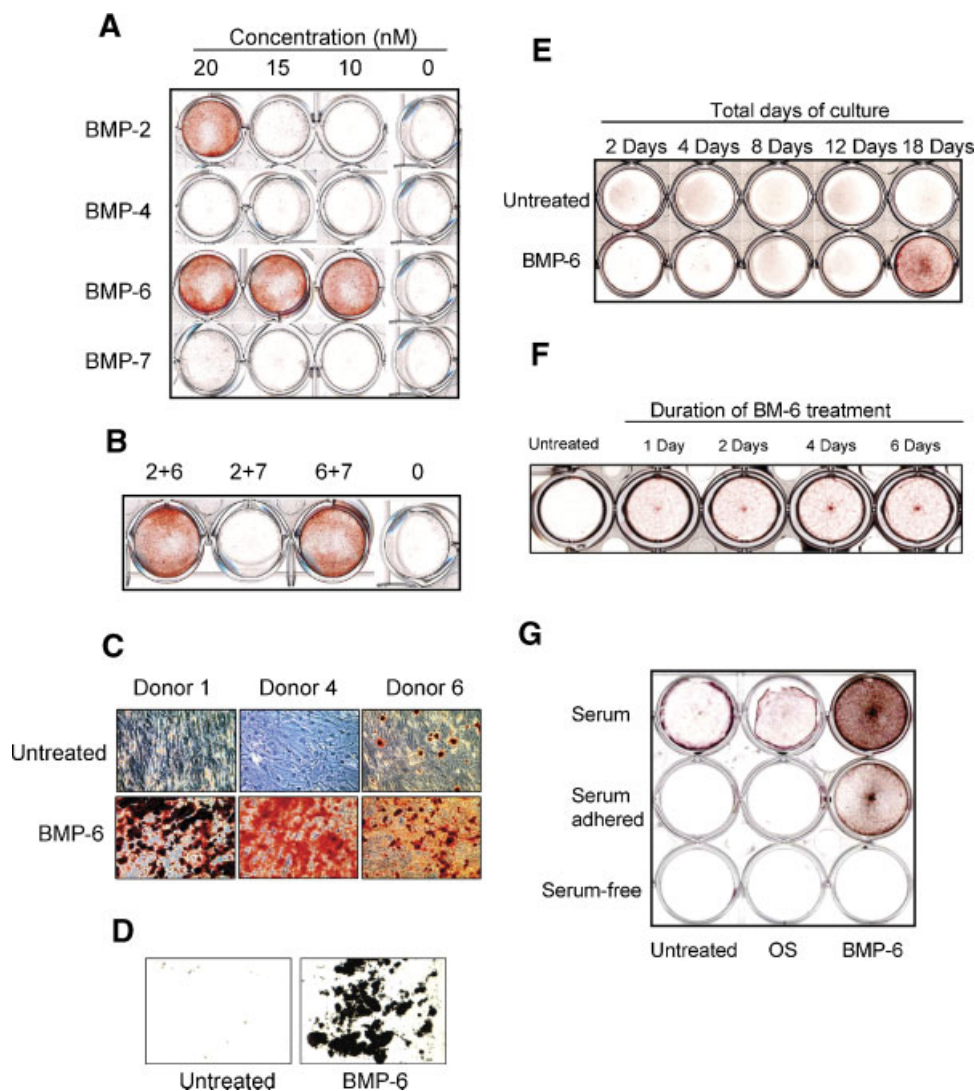 A
Concentration (nM)
20 15 10 0
BMP-2
BMP-4
BMP-6
BMP-7
B
2+6 2+7 6+7 0
C
Donor 1 Donor 4 Donor 6
Untreated
BMP-6
D
Untreated BMP-6
E
Total days of culture
2 Days 4 Days 8 Days 12 Days 18 Days
Untreated
BMP-6
F
Duration of BM-6 treatment
Untreated 1 Day 2 Days 4 Days 6 Days
G
Serum
Serum
adhered
Serum-free
Untreated OS BMP-6